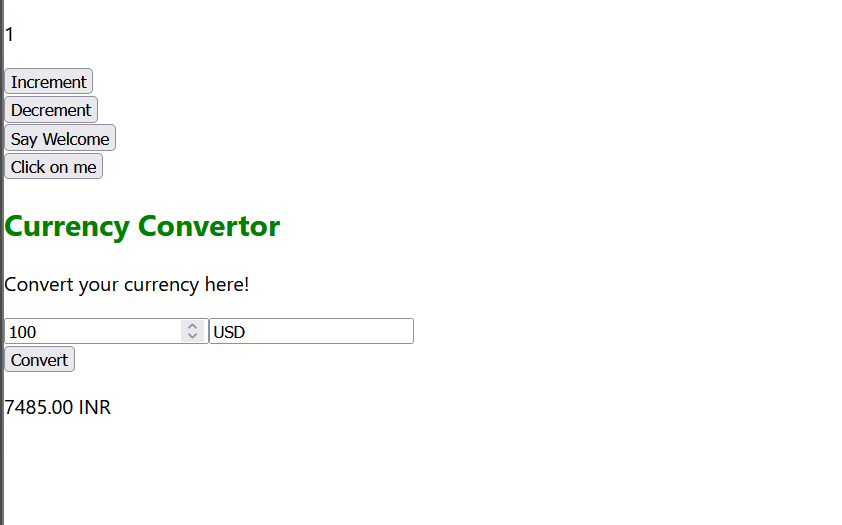 1
Increment
Decrement
Say Welcome
Click on me
Currency Convertor
Convert your currency here!
100 USD
Convert
7485.00 INR